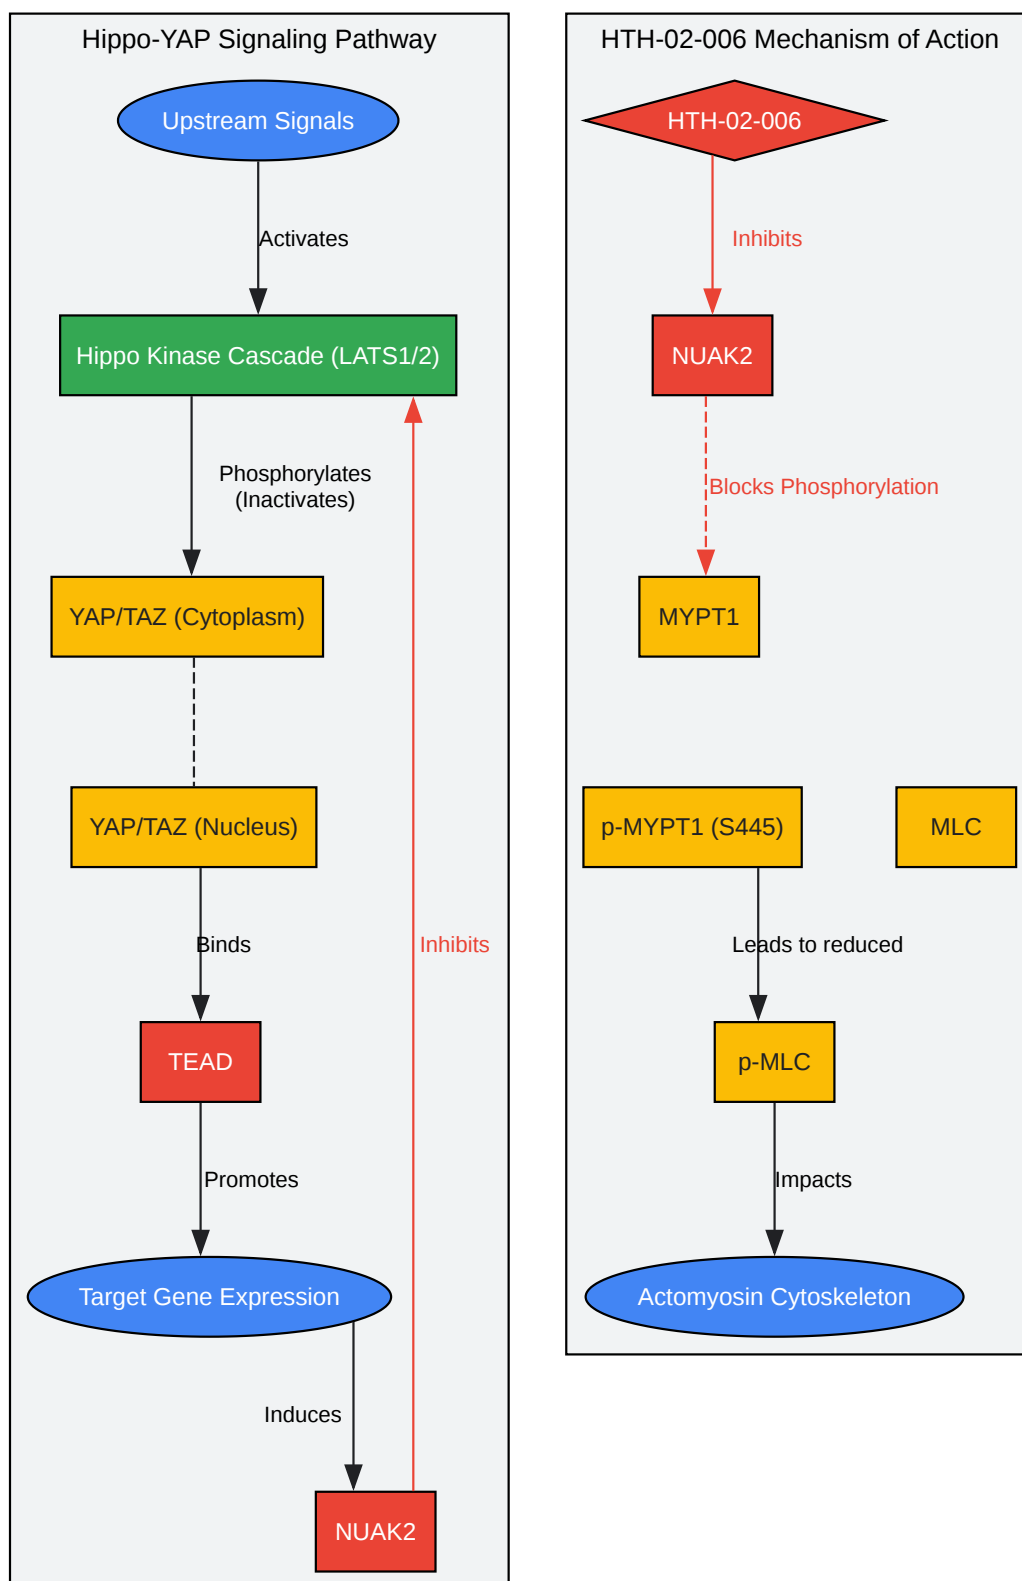 Hippo-YAP Signaling Pathway
Upstream Signals
Activates
Hippo Kinase Cascade (LATS1/2)
Phosphorylates
(Inactivates)
YAP/TAZ (Cytoplasm)
YAP/TAZ (Nucleus)
Binds
Inhibits
TEAD
Promotes
Target Gene Expression
Induces
NUAK2
HTH-02-006 Mechanism of Action
HTH-02-006
Inhibits
NUAK2
Blocks Phosphorylation
MYPT1
p-MYPT1 (S445)
MLC
Leads to reduced
p-MLC
Impacts
Actomyosin Cytoskeleton